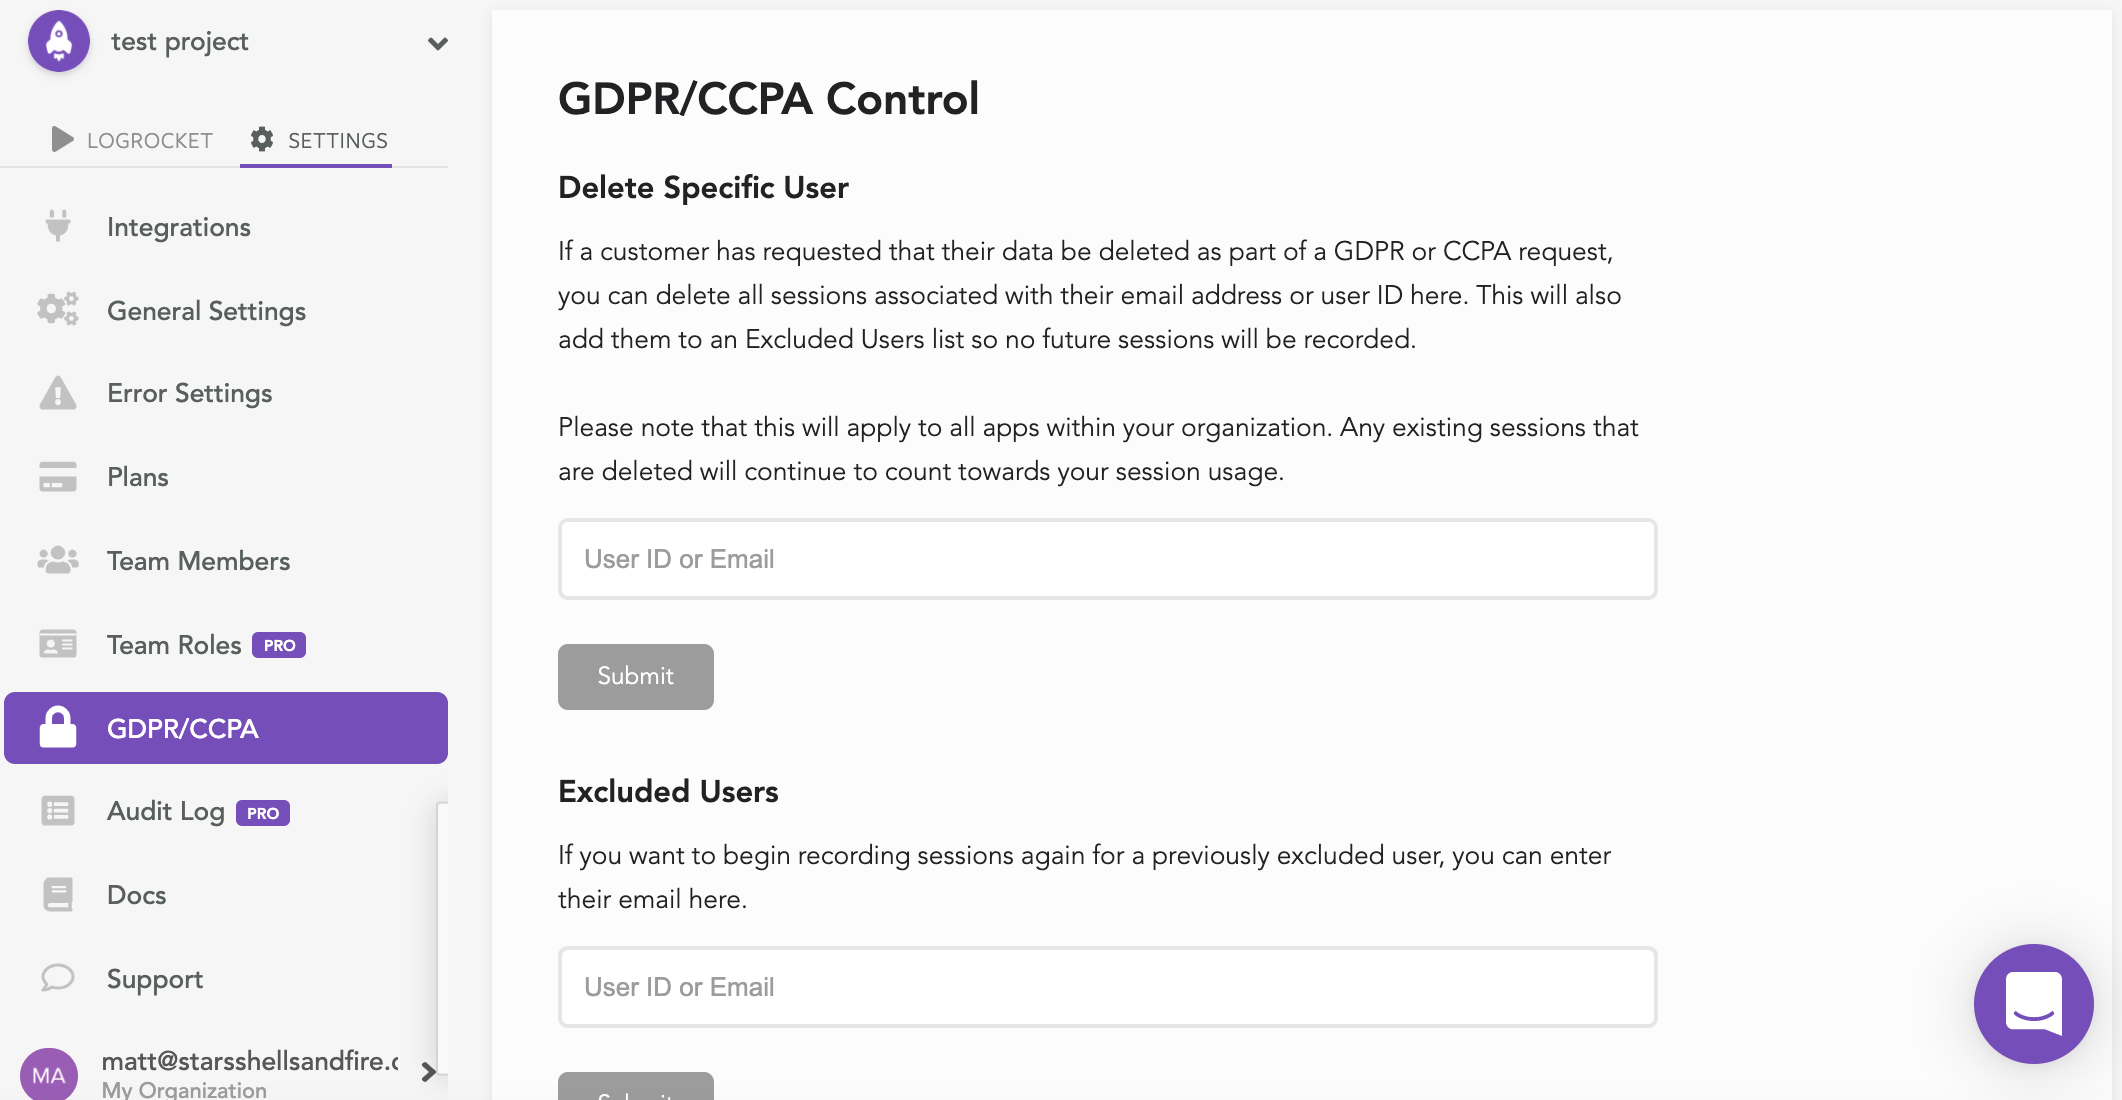 test project
LOGROCKET
SETTINGS
Integrations
General Settings
Error Settings
Plans
Team Members
Team Roles PRO
GDPR/CCPA
Audit Log PRO
Docs
Support
MA
matt@starsshellsandfire.c
My Organization
GDPR/CCPA Control
Delete Specific User
If a customer has requested that their data be deleted as part of a GDPR or CCPA request,
you can delete all sessions associated with their email address or user ID here. This will also
add them to an Excluded Users list so no future sessions will be recorded.
Please note that this will apply to all apps within your organization. Any existing sessions that
are deleted will continue to count towards your session usage.
User ID or Email
Submit
Excluded Users
If you want to begin recording sessions again for a previously excluded user, you can enter
their email here.
User ID or Email
Submit